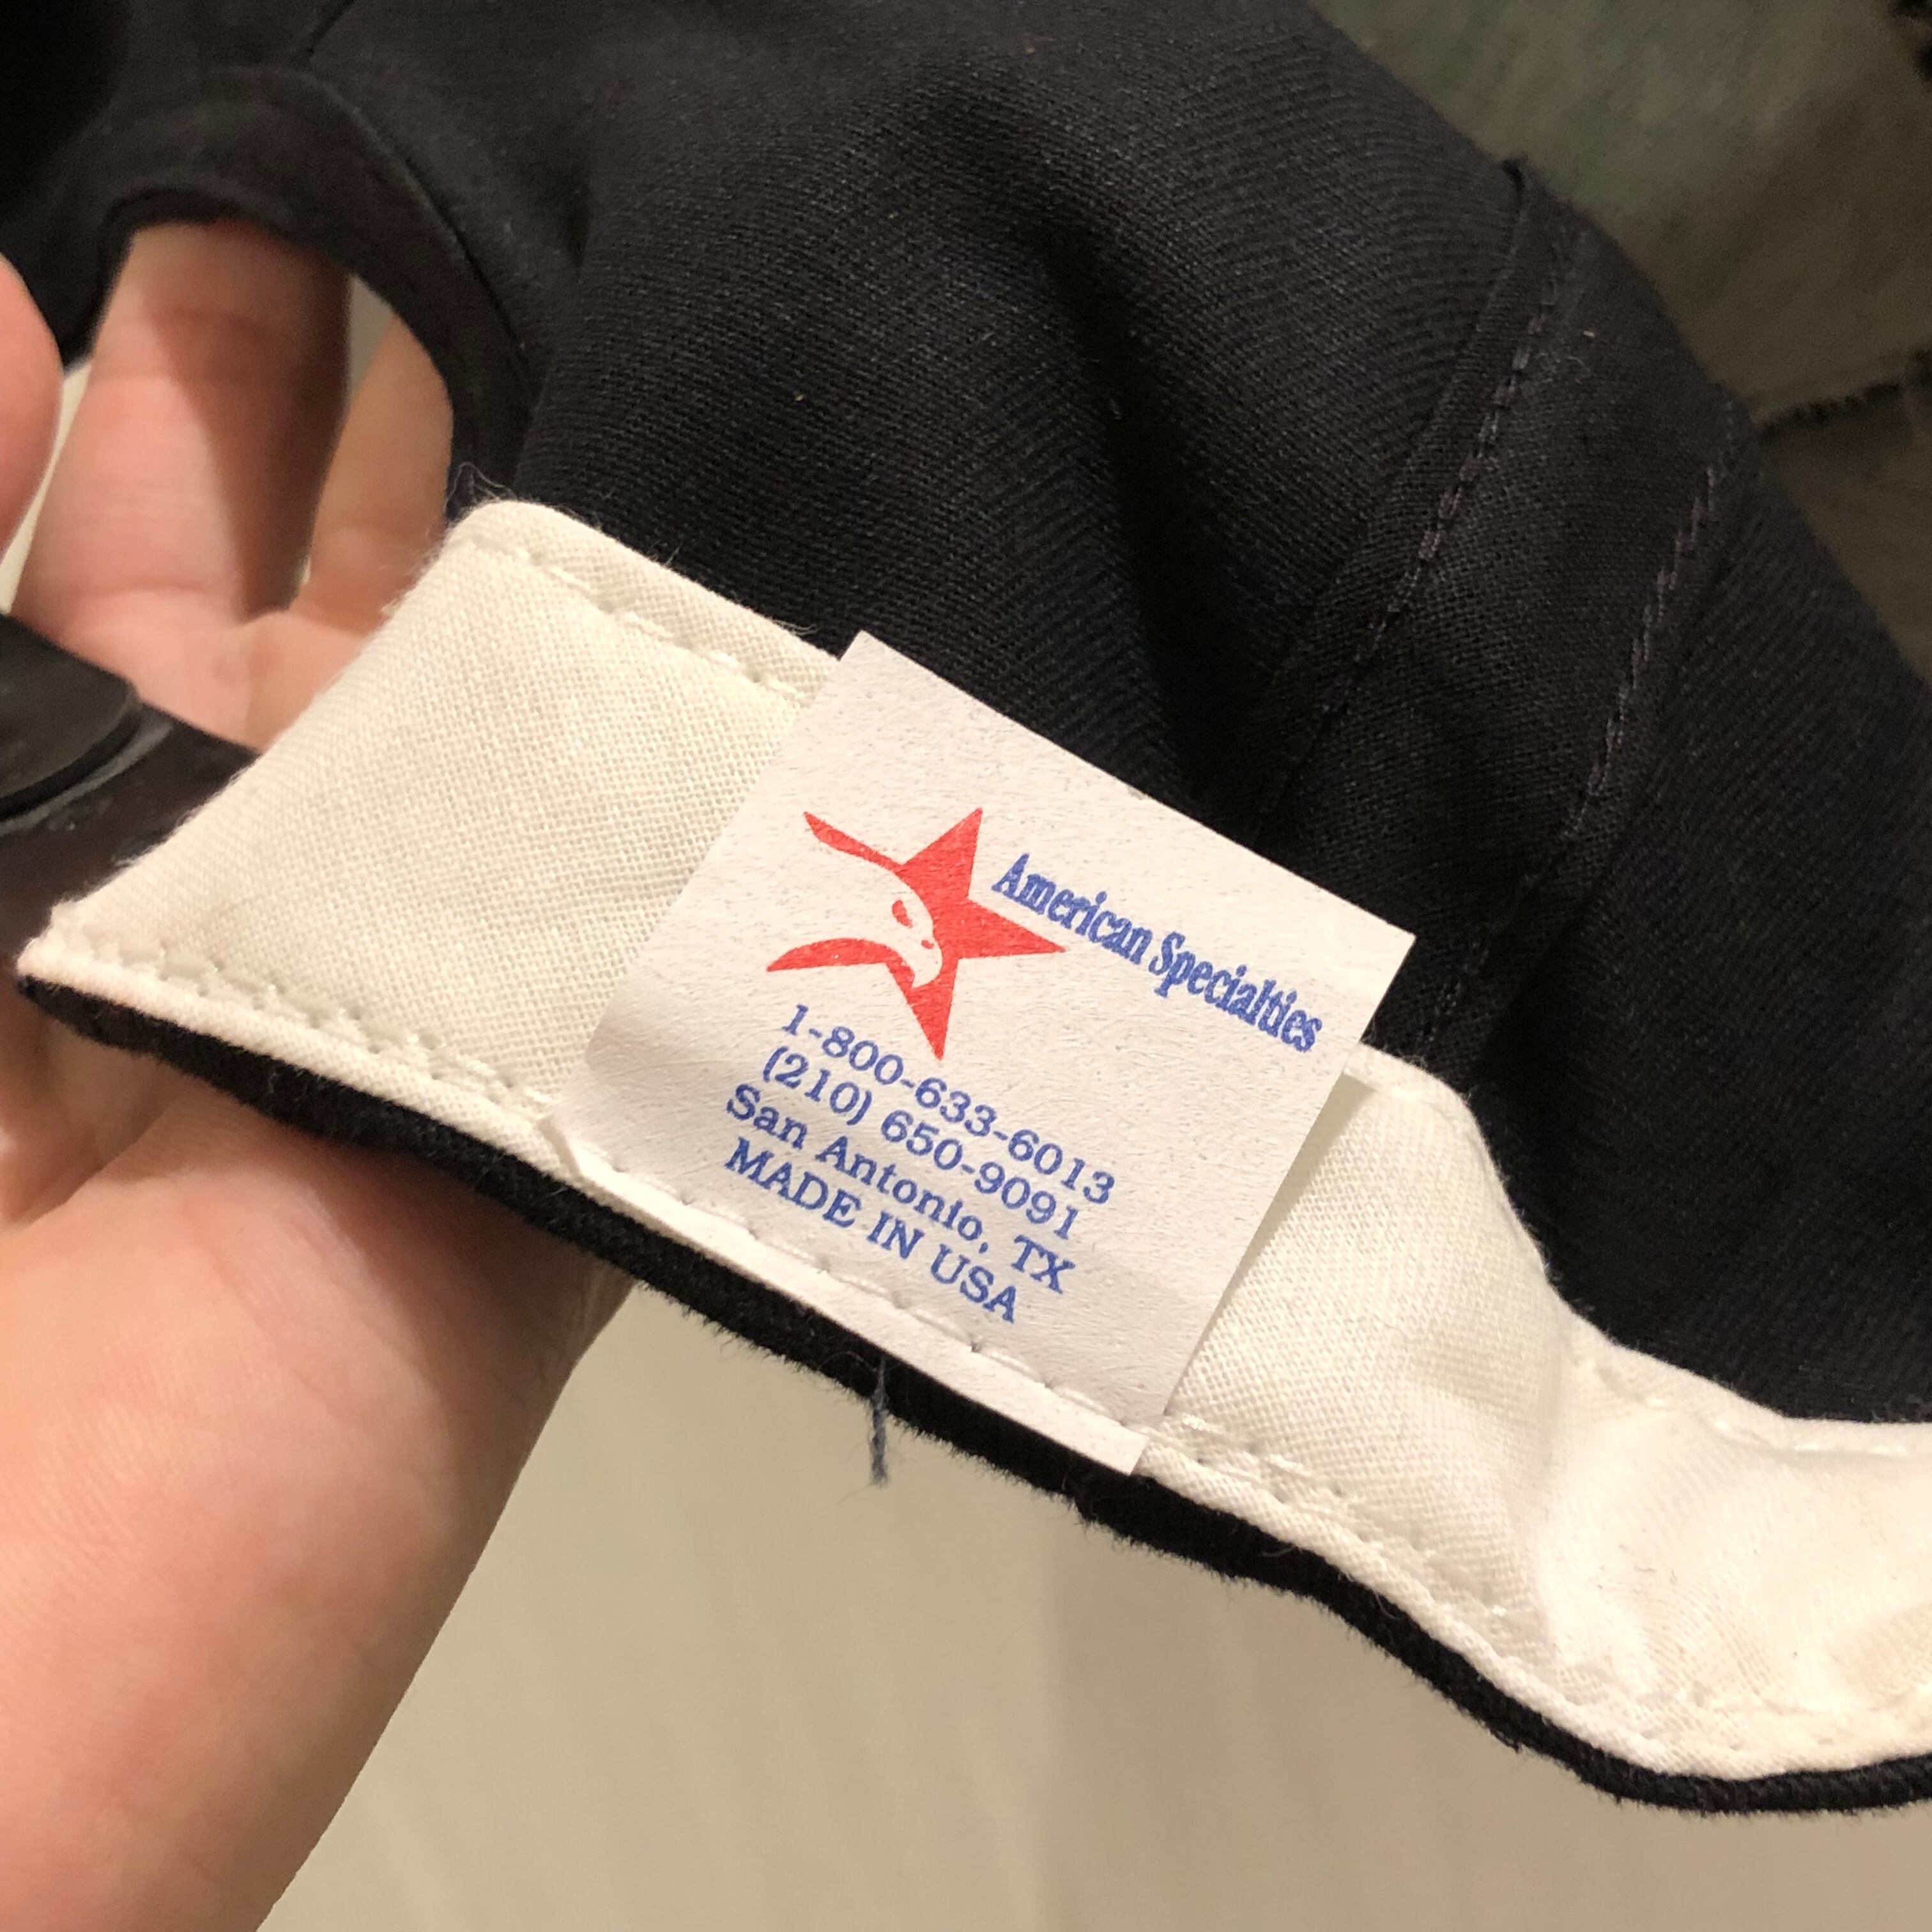 American Specialties
1-800-633-6013
(210) 650-9091
San Antonio, TX
MADE IN USA